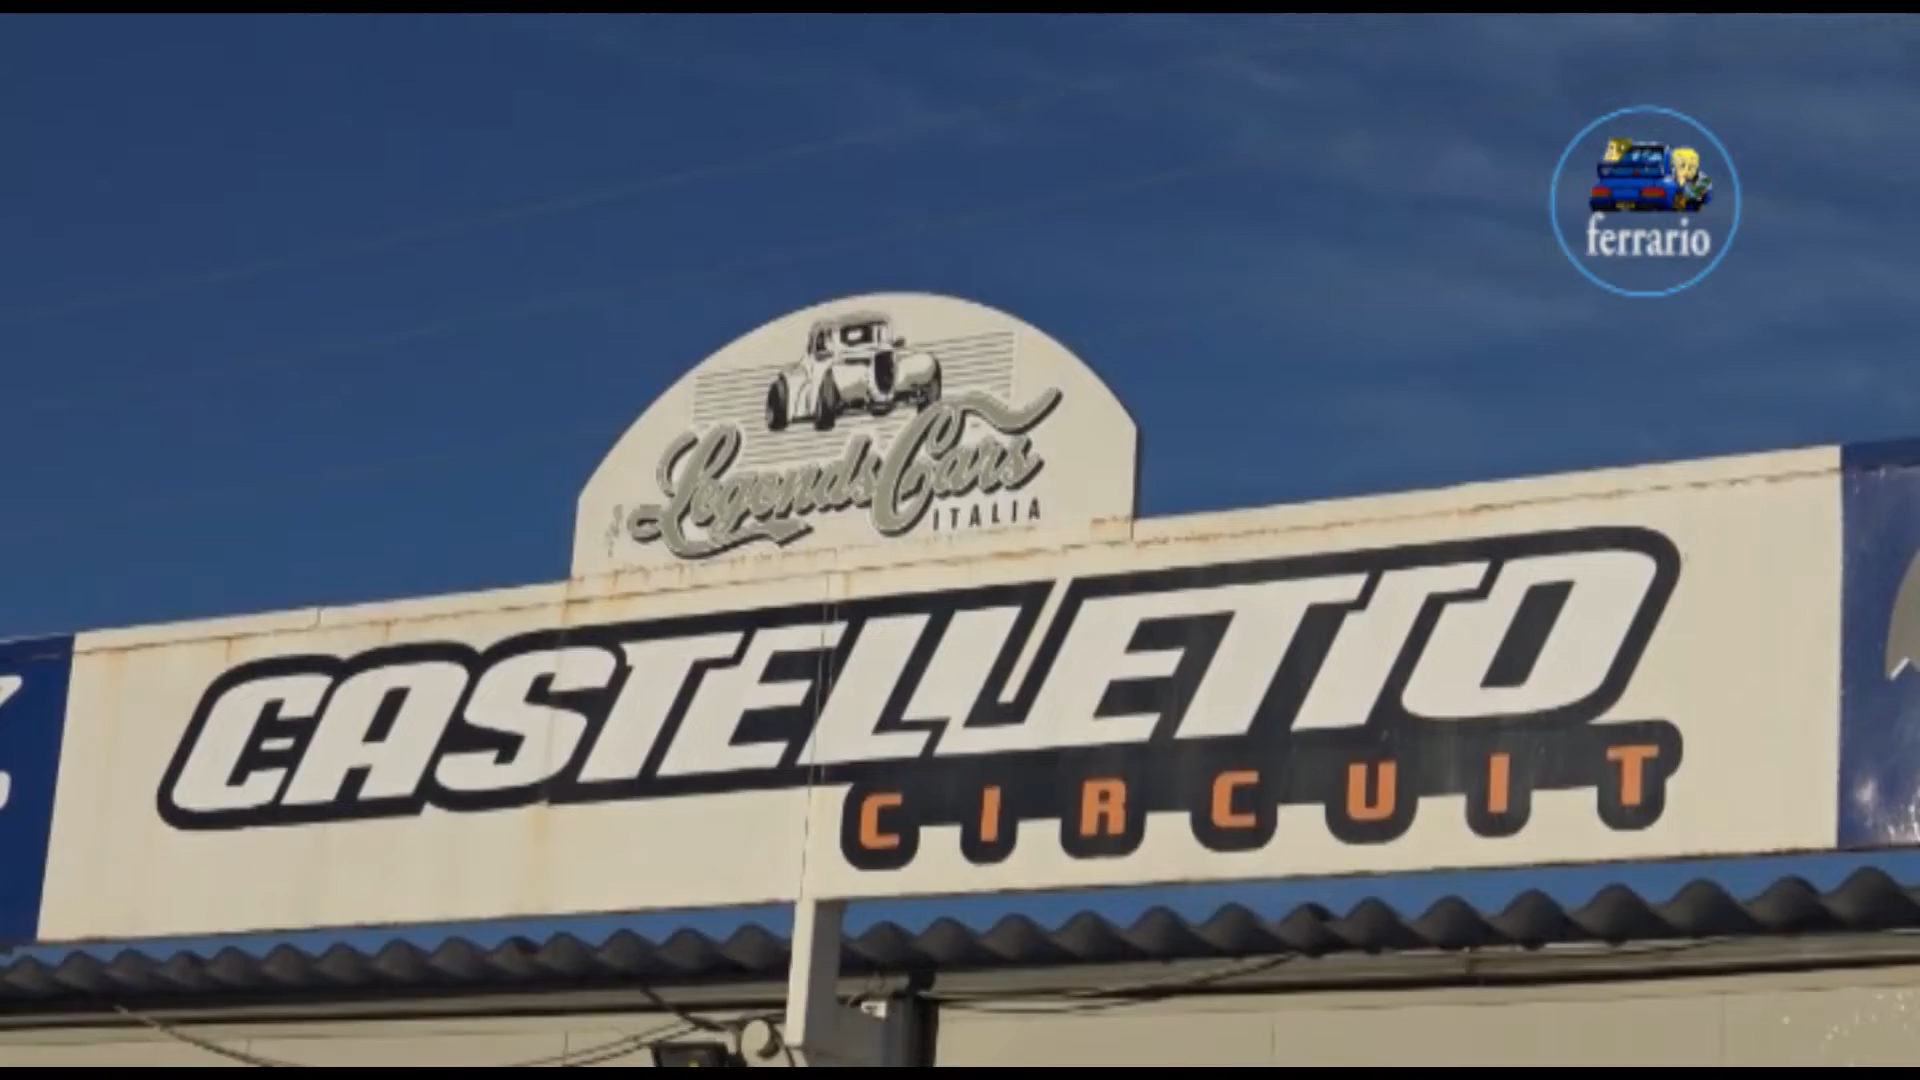 ferrario
Legends Cars
ITALIA
CASTELLETTO
CIRCUIT